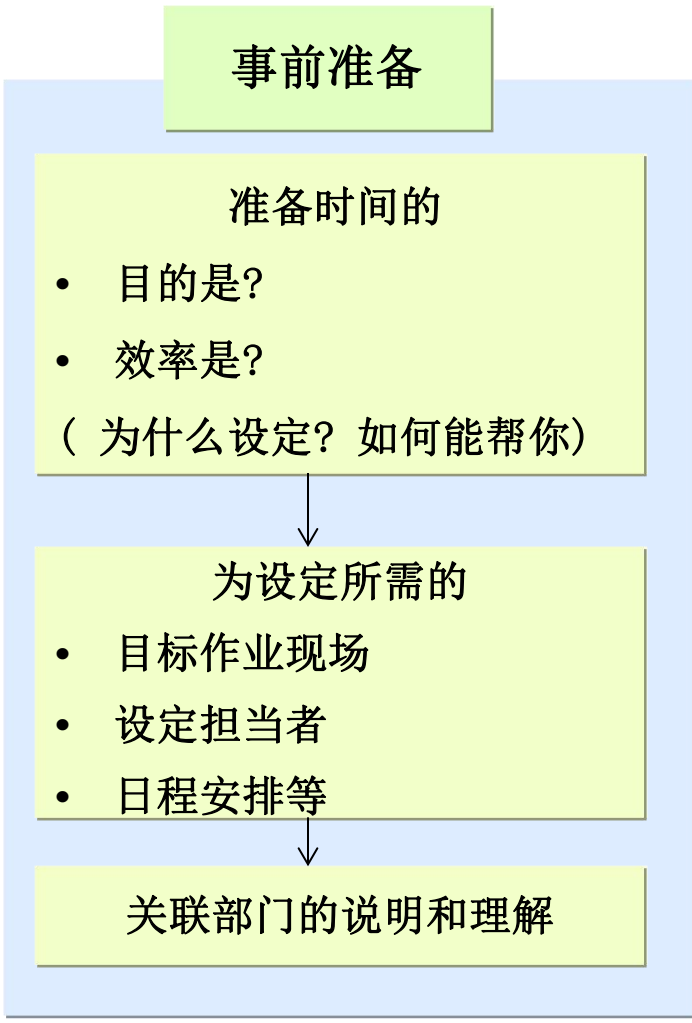 事前准备
准备时间的
• 目的是?
• 效率是?
( 为什么设定? 如何能帮你)
为设定所需的
• 目标作业现场
• 设定担当者
• 日程安排等
关联部门的说明和理解